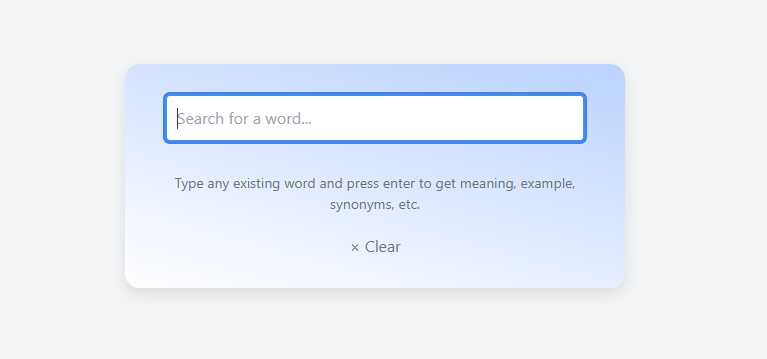 Search for a word...
Type any existing word and press enter to get meaning, example,
synonyms, etc.
× Clear